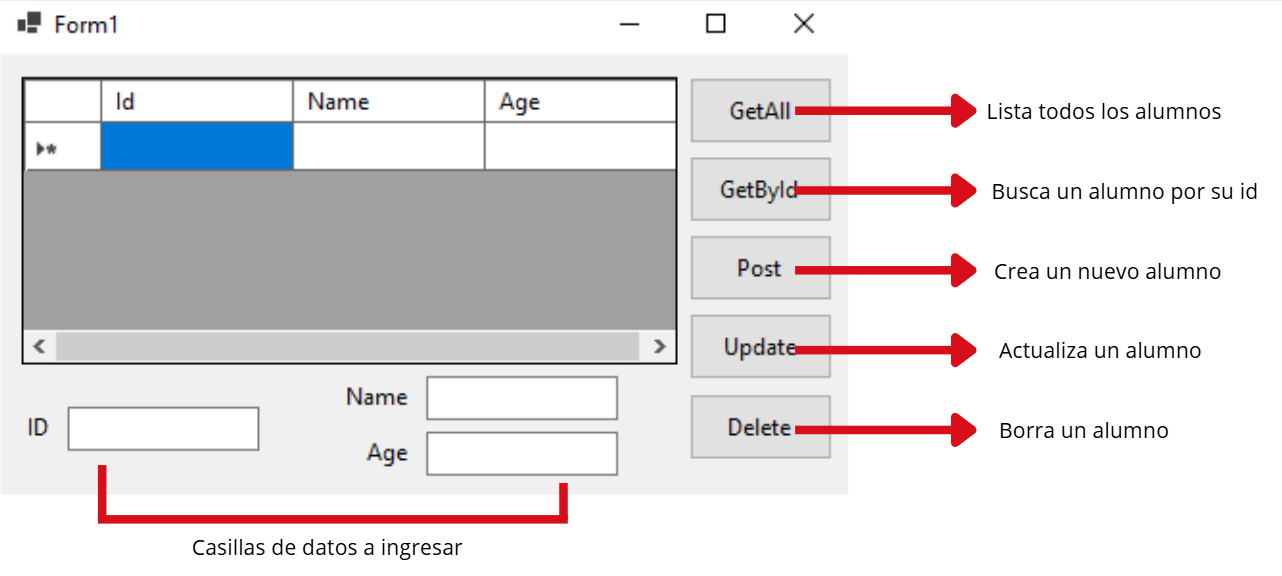 Form1
Id Name Age
GetAll
Lista todos los alumnos
GetById
Busca un alumno por su id
Post
Crea un nuevo alumno
Update
Actualiza un alumno
Delete
Borra un alumno
ID
Name
Age
Casillas de datos a ingresar